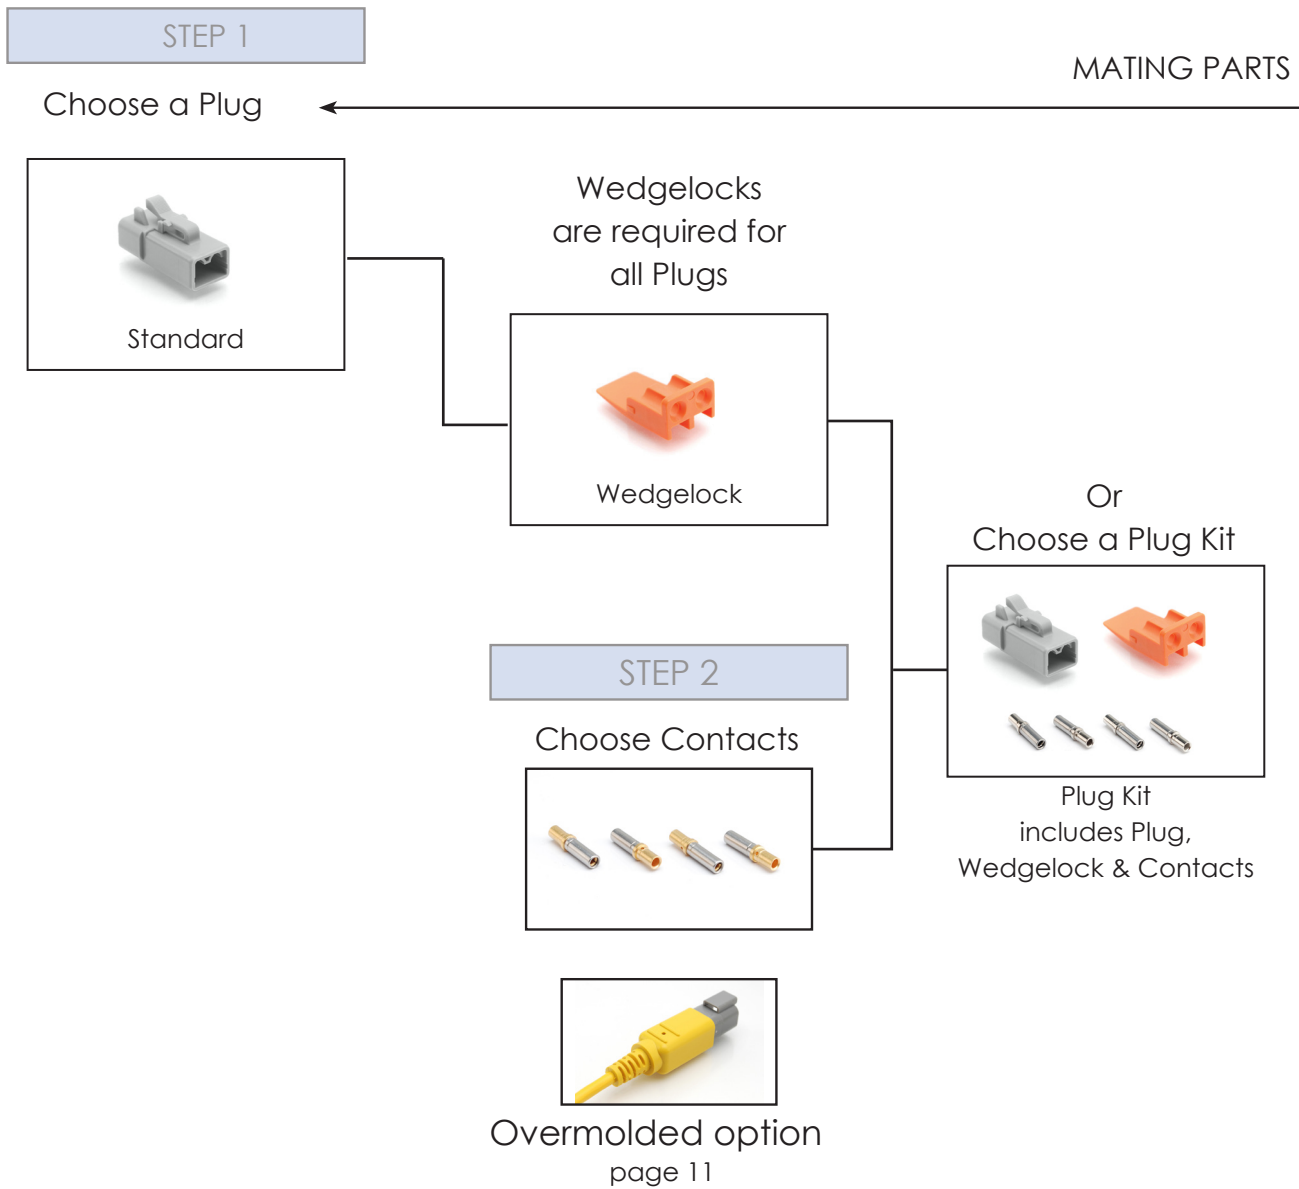 STEP 1
MATING PARTS
Choose a Plug
Standard
Wedgelocks
are required for
all Plugs
Wedgelock
Or
Choose a Plug Kit
Plug Kit
includes Plug,
Wedgelock & Contacts
STEP 2
Choose Contacts
Overmolded option
page 11